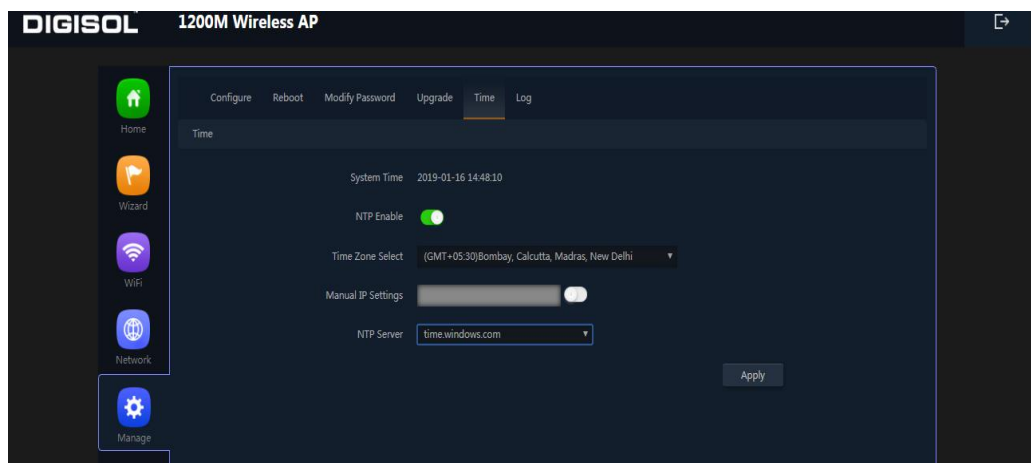 DIGISOL 1200M Wireless AP
Home
Wizard
WiFi
Network
Manage
Configure Reboot Modify Password Upgrade Time Log
Time
System Time 2019-01-16 14:48:10
NTP Enable
Time Zone Select (GMT+05:30)Bombay, Calcutta, Madras, New Delhi
Manual IP Settings
NTP Server time.windows.com
Apply